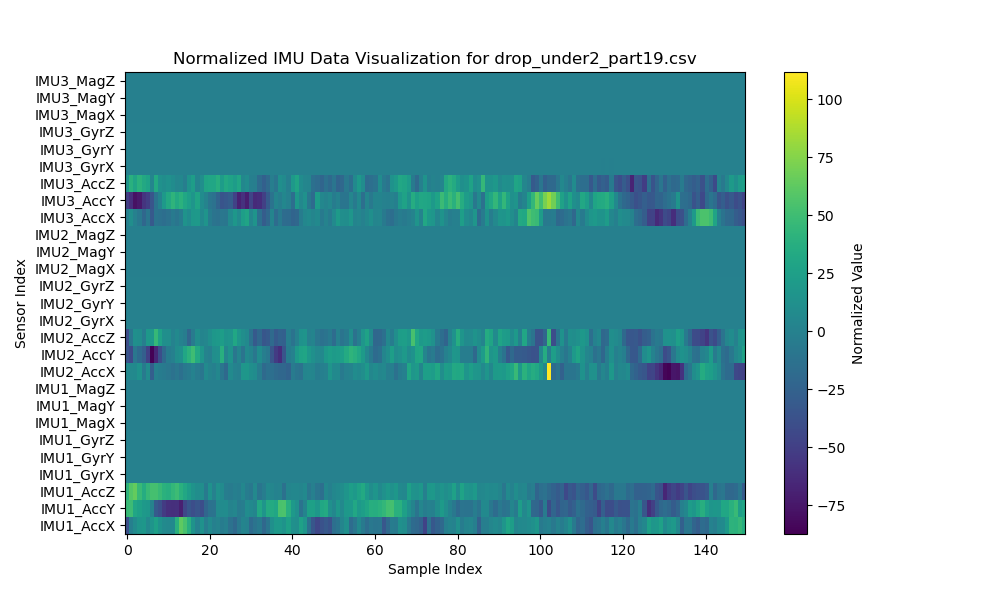 Normalized IMU Data Visualization for drop_under2_part19.csv
Sensor Index
IMU3_MagZ
IMU3_MagY
IMU3_MagX
IMU3_GyrZ
IMU3_GyrY
IMU3_GyrX
IMU3_AccZ
IMU3_AccY
IMU3_AccX
IMU2_MagZ
IMU2_MagY
IMU2_MagX
IMU2_GyrZ
IMU2_GyrY
IMU2_GyrX
IMU2_AccZ
IMU2_AccY
IMU2_AccX
IMU1_MagZ
IMU1_MagY
IMU1_MagX
IMU1_GyrZ
IMU1_GyrY
IMU1_GyrX
IMU1_AccZ
IMU1_AccY
IMU1_AccX
0 20 40 60 80 100 120 140
Sample Index
100
75
50
25
0
−25
−50
−75
Normalized Value